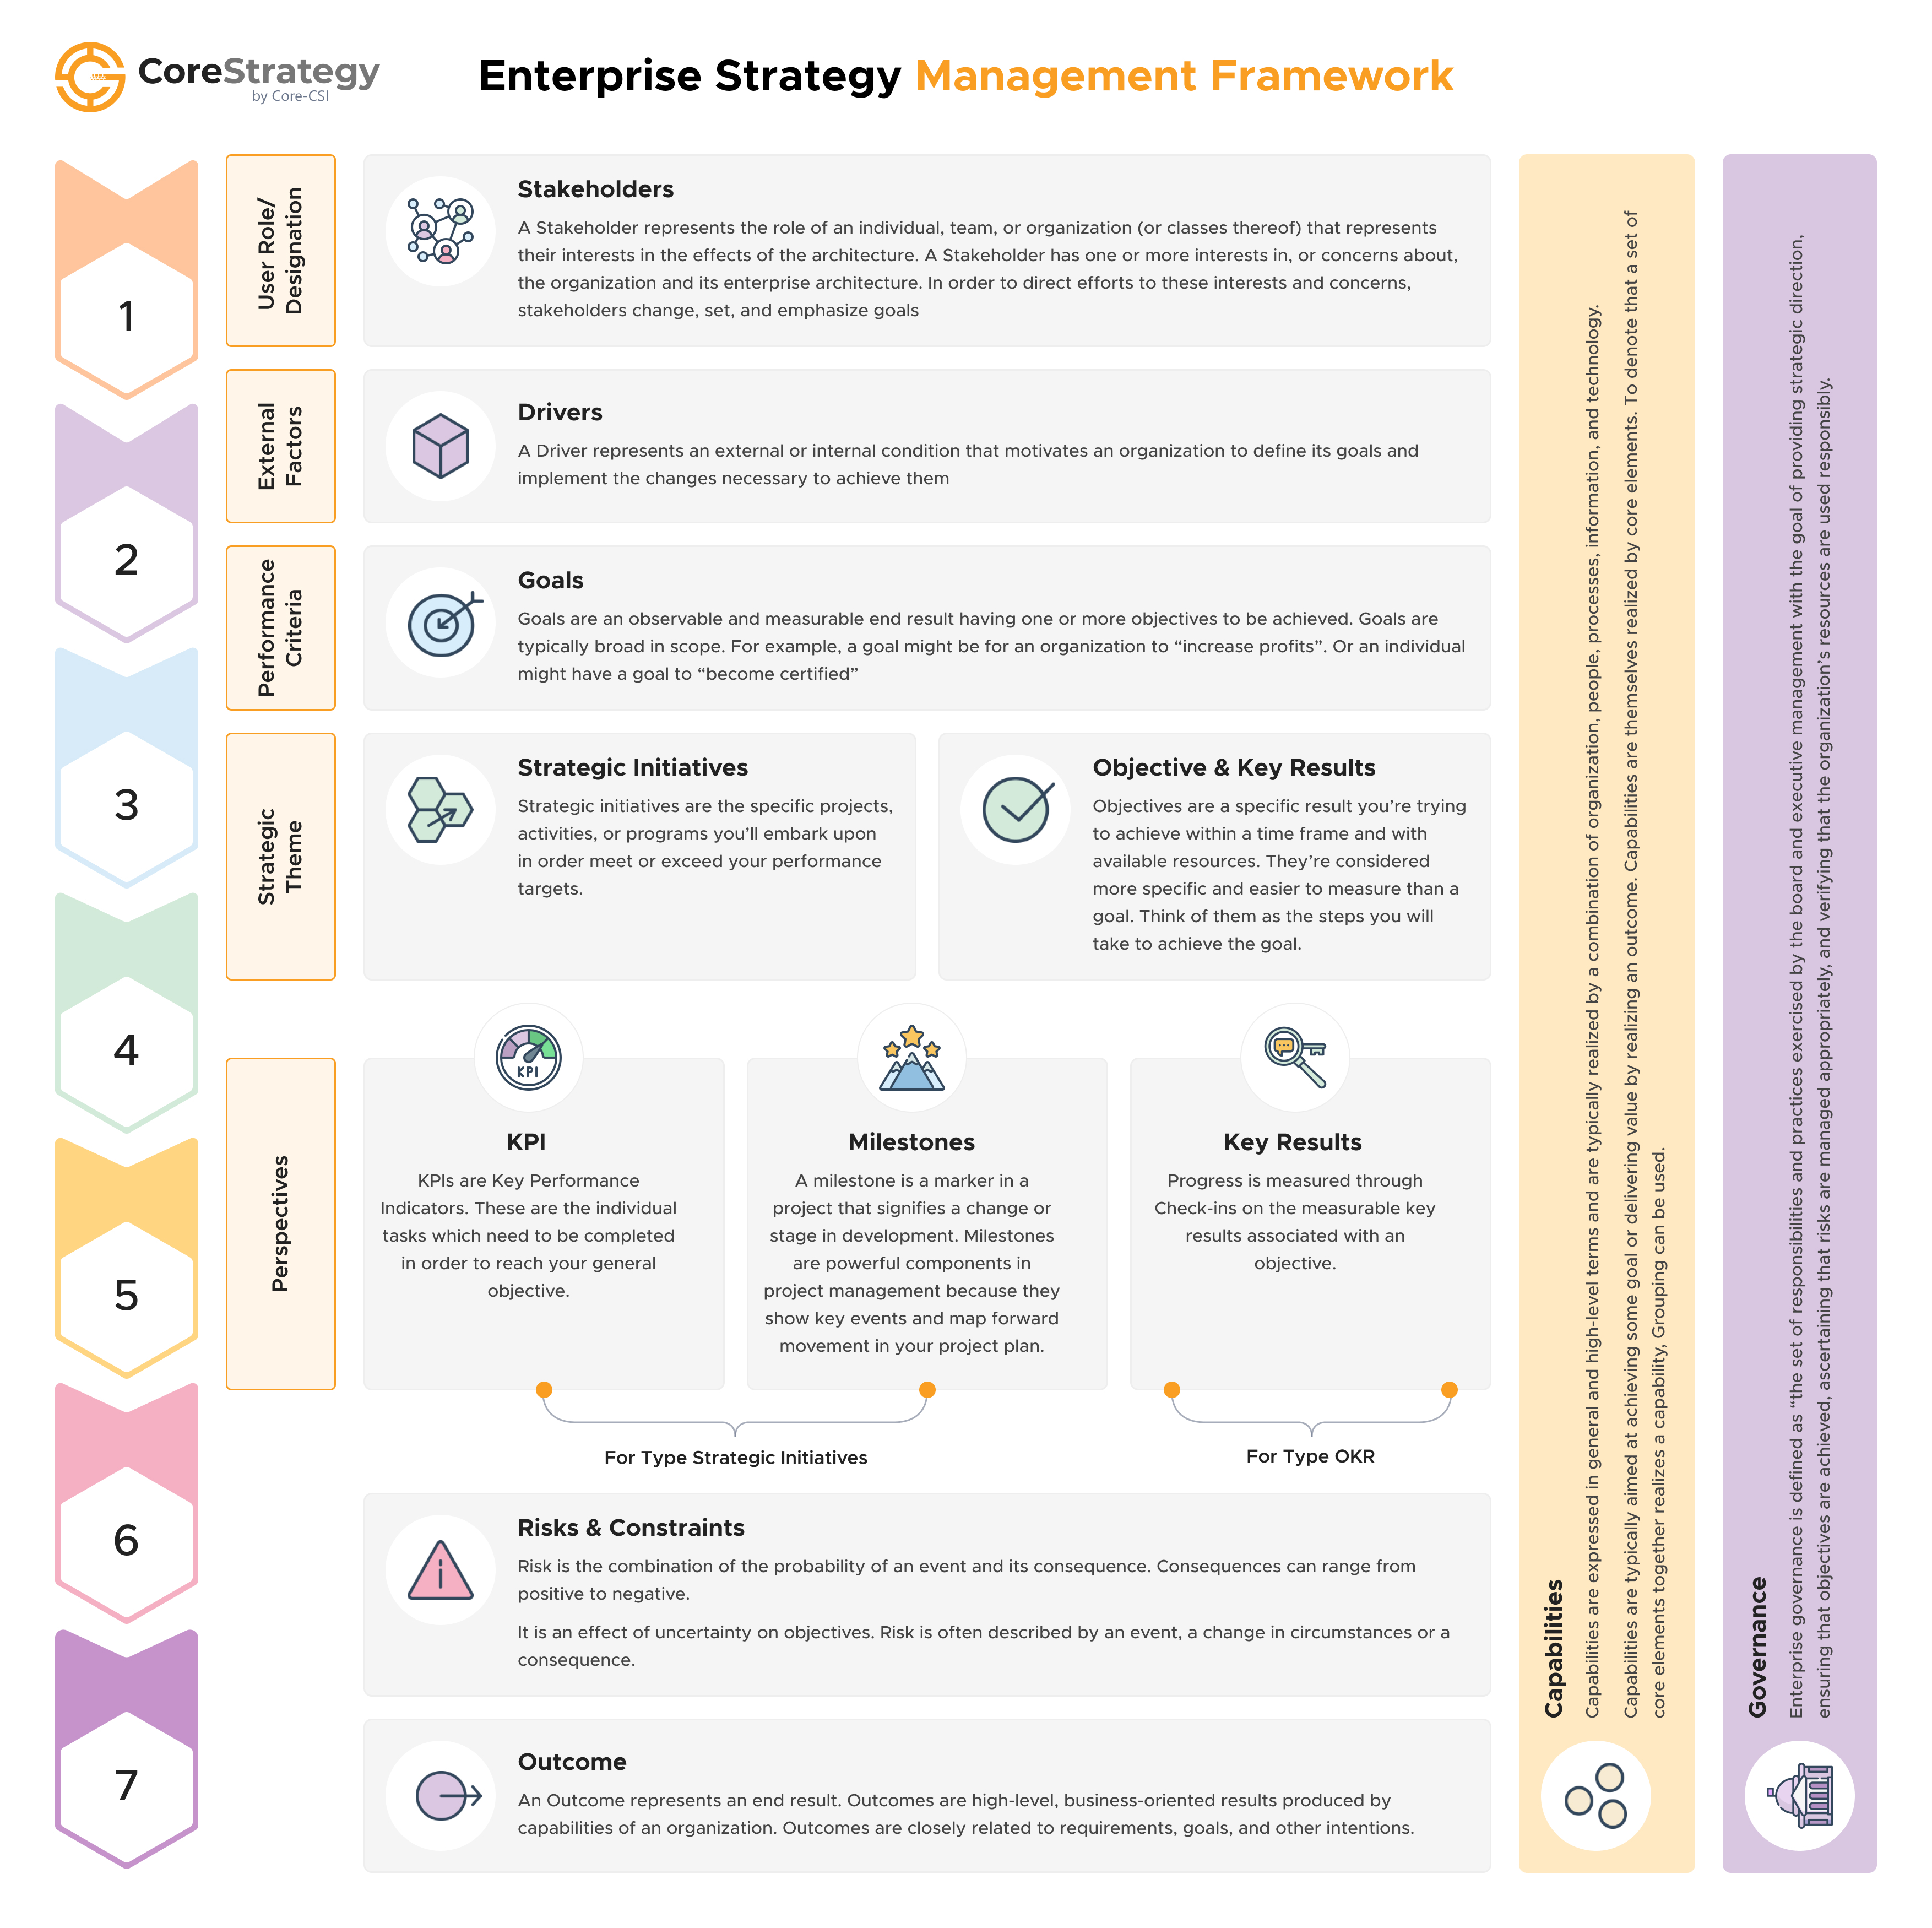 CoreStrategy
by Core-CSI
Enterprise Strategy Management Framework
1
2
3
4
5
6
7
User Role/
Designation
Stakeholders
A Stakeholder represents the role of an individual, team, or organization (or classes thereof) that represents
their interests in the effects of the architecture. A Stakeholder has one or more interests in, or concerns about,
the organization and its enterprise architecture. In order to direct efforts to these interests and concerns,
stakeholders change, set, and emphasize goals
External
Factors
Drivers
A Driver represents an external or internal condition that motivates an organization to define its goals and
implement the changes necessary to achieve them
Performance
Criteria
Goals
Goals are an observable and measurable end result having one or more objectives to be achieved. Goals are
typically broad in scope. For example, a goal might be for an organization to “increase profits”. Or an individual
might have a goal to “become certified”
Strategic
Theme
Strategic Initiatives
Strategic initiatives are the specific projects,
activities, or programs you’ll embark upon
in order meet or exceed your performance
targets.
Objective & Key Results
Objectives are a specific result you’re trying
to achieve within a time frame and with
available resources. They’re considered
more specific and easier to measure than a
goal. Think of them as the steps you will
take to achieve the goal.
Perspectives
KPI
KPI
KPIs are Key Performance
Indicators. These are the individual
tasks which need to be completed
in order to reach your general
objective.
Milestones
A milestone is a marker in a
project that signifies a change or
stage in development. Milestones
are powerful components in
project management because they
show key events and map forward
movement in your project plan.
Key Results
Progress is measured through
Check-ins on the measurable key
results associated with an
objective.
For Type Strategic Initiatives
For Type OKR
Risks & Constraints
Risk is the combination of the probability of an event and its consequence. Consequences can range from
positive to negative.
It is an effect of uncertainty on objectives. Risk is often described by an event, a change in circumstances or a
consequence.
Outcome
An Outcome represents an end result. Outcomes are high-level, business-oriented results produced by
capabilities of an organization. Outcomes are closely related to requirements, goals, and other intentions.
Capabilities
Capabilities are expressed in general and high-level terms and are typically realized by a combination of organization, people, processes, information, and technology.
Capabilities are typically aimed at achieving some goal or delivering value by realizing an outcome. Capabilities are themselves realized by core elements. To denote that a set of
core elements together realizes a capability, Grouping can be used.
Governance
Enterprise governance is defined as “the set of responsibilities and practices exercised by the board and executive management with the goal of providing strategic direction,
ensuring that objectives are achieved, ascertaining that risks are managed appropriately, and verifying that the organization’s resources are used responsibly.